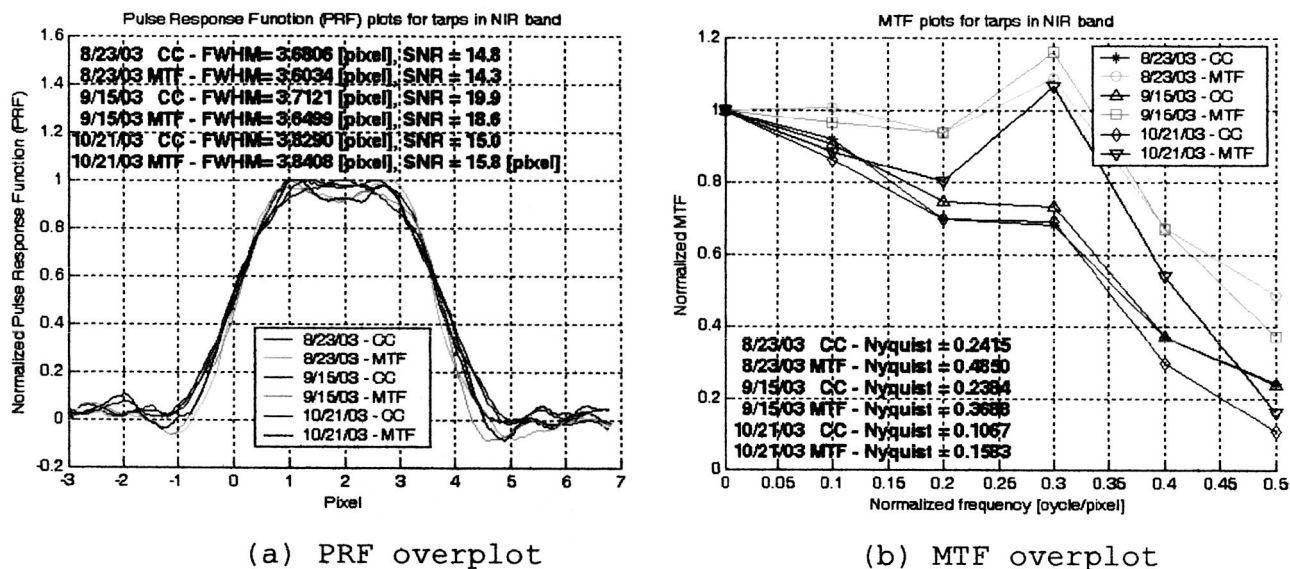 Pulse Response Function (PRF) plots for tarps in NIR band
1.6
1.4
1.2
1
0.8
0.6
0.4
0.2
0
-0.2
Normalized Pulse Response Function (PRF)
8/23/03 CC - FWHM= 3.6806 [pixel], SNR = 14.8
8/23/03 MTF - FWHM= 3.6034 [pixel], SNR = 14.3
9/15/03 CC - FWHM= 3.7121 [pixel], SNR = 19.9
9/15/03 MTF - FWHM= 3.6499 [pixel], SNR = 18.6
10/21/03 CC - FWHM= 3.8290 [pixel], SNR = 15.0
10/21/03 MTF - FWHM= 3.8408 [pixel], SNR = 15.8 [pixel]
8/23/03 - CC
8/23/03 - MTF
9/15/03 - CC
9/15/03 - MTF
10/21/03 - CC
10/21/03 - MTF
-3 -2 -1 0 1 2 3 4 5 6 7
Pixel
(a) PRF overplot
MTF plots for tarps in NIR band
1.2
1
0.8
0.6
0.4
0.2
0
Normalized MTF
8/23/03 - CC
8/23/03 - MTF
9/15/03 - CC
9/15/03 - MTF
10/21/03 - CC
10/21/03 - MTF
8/23/03 CC - Nyquist = 0.2415
8/23/03 MTF - Nyquist = 0.4850
9/15/03 CC - Nyquist = 0.2384
9/15/03 MTF - Nyquist = 0.3688
10/21/03 CC - Nyquist = 0.1067
10/21/03 MTF - Nyquist = 0.1583
0 0.05 0.1 0.15 0.2 0.25 0.3 0.35 0.4 0.45 0.5
Normalized frequency [cycle/pixel]
(b) MTF overplot